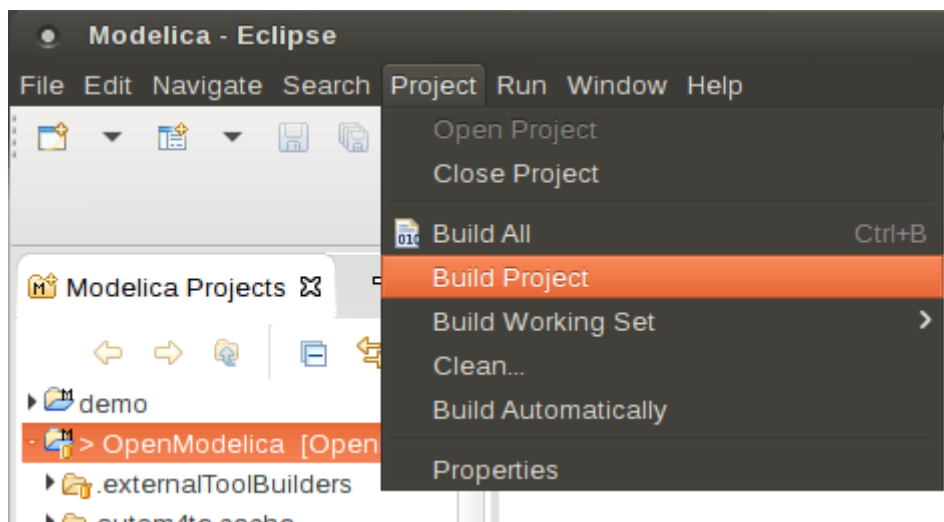 Modelica - Eclipse
File Edit Navigate Search Project Run Window Help
Open Project
Close Project
Build All Ctrl+B
Build Project
Build Working Set
Clean...
Build Automatically
Properties
Modelica Projects
demo
> OpenModelica [Open
.externalToolBuilders